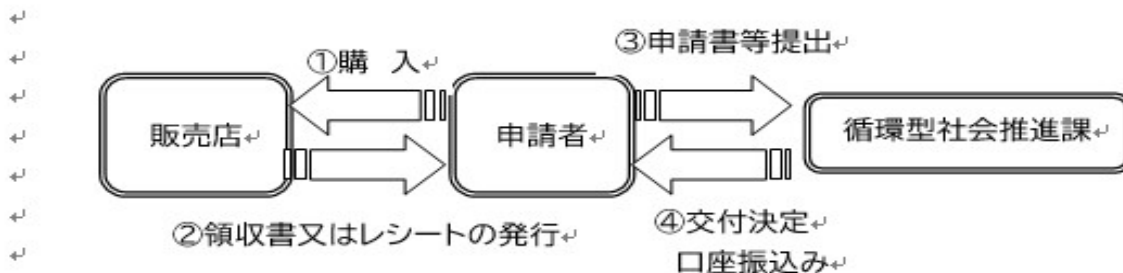 ①購　入
③申請書等提出
販売店
申請者
循環型社会推進課
②領収書又はレシートの発行
④交付決定
口座振込み